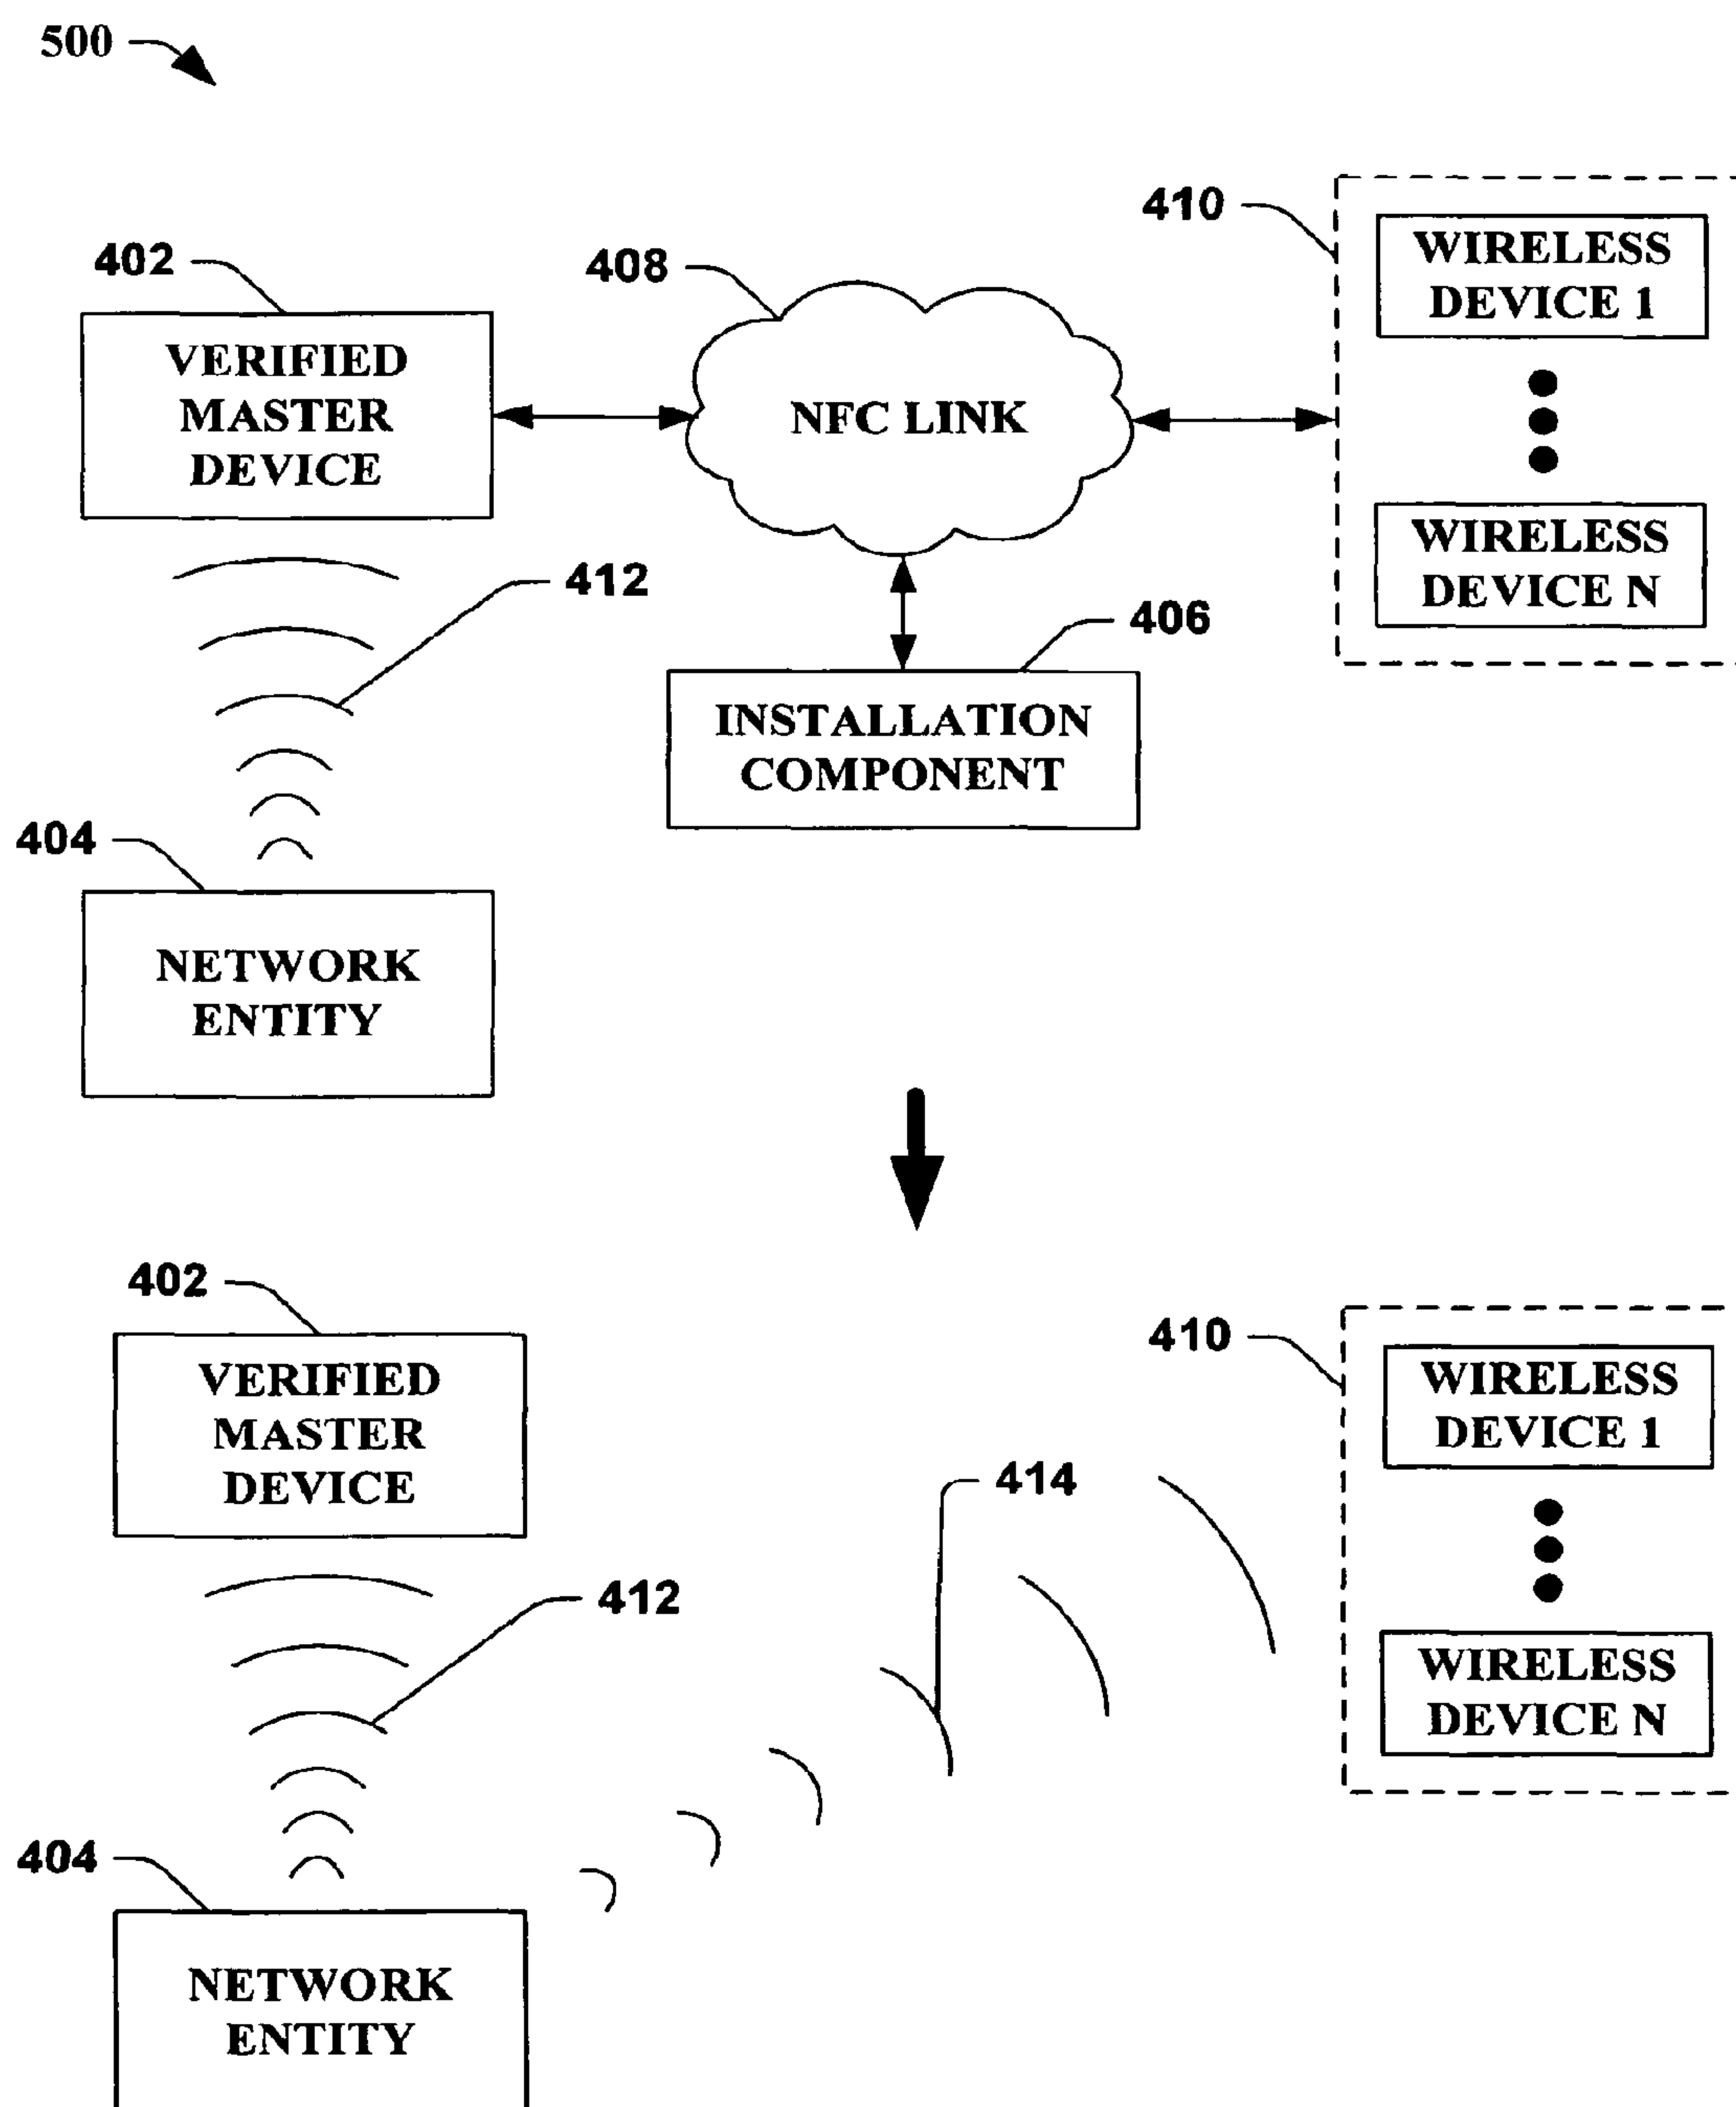 500
410
WIRELESS
DEVICE 1
402
408
VERIFIED
MASTER
DEVICE
NFC LINK
WIRELESS
DEVICE N
412
406
INSTALLATION
COMPONENT
404
NETWORK
ENTITY
402
410
VERIFIED
MASTER
DEVICE
WIRELESS
DEVICE 1
414
412
WIRELESS
DEVICE N
404
NETWORK
ENTITY